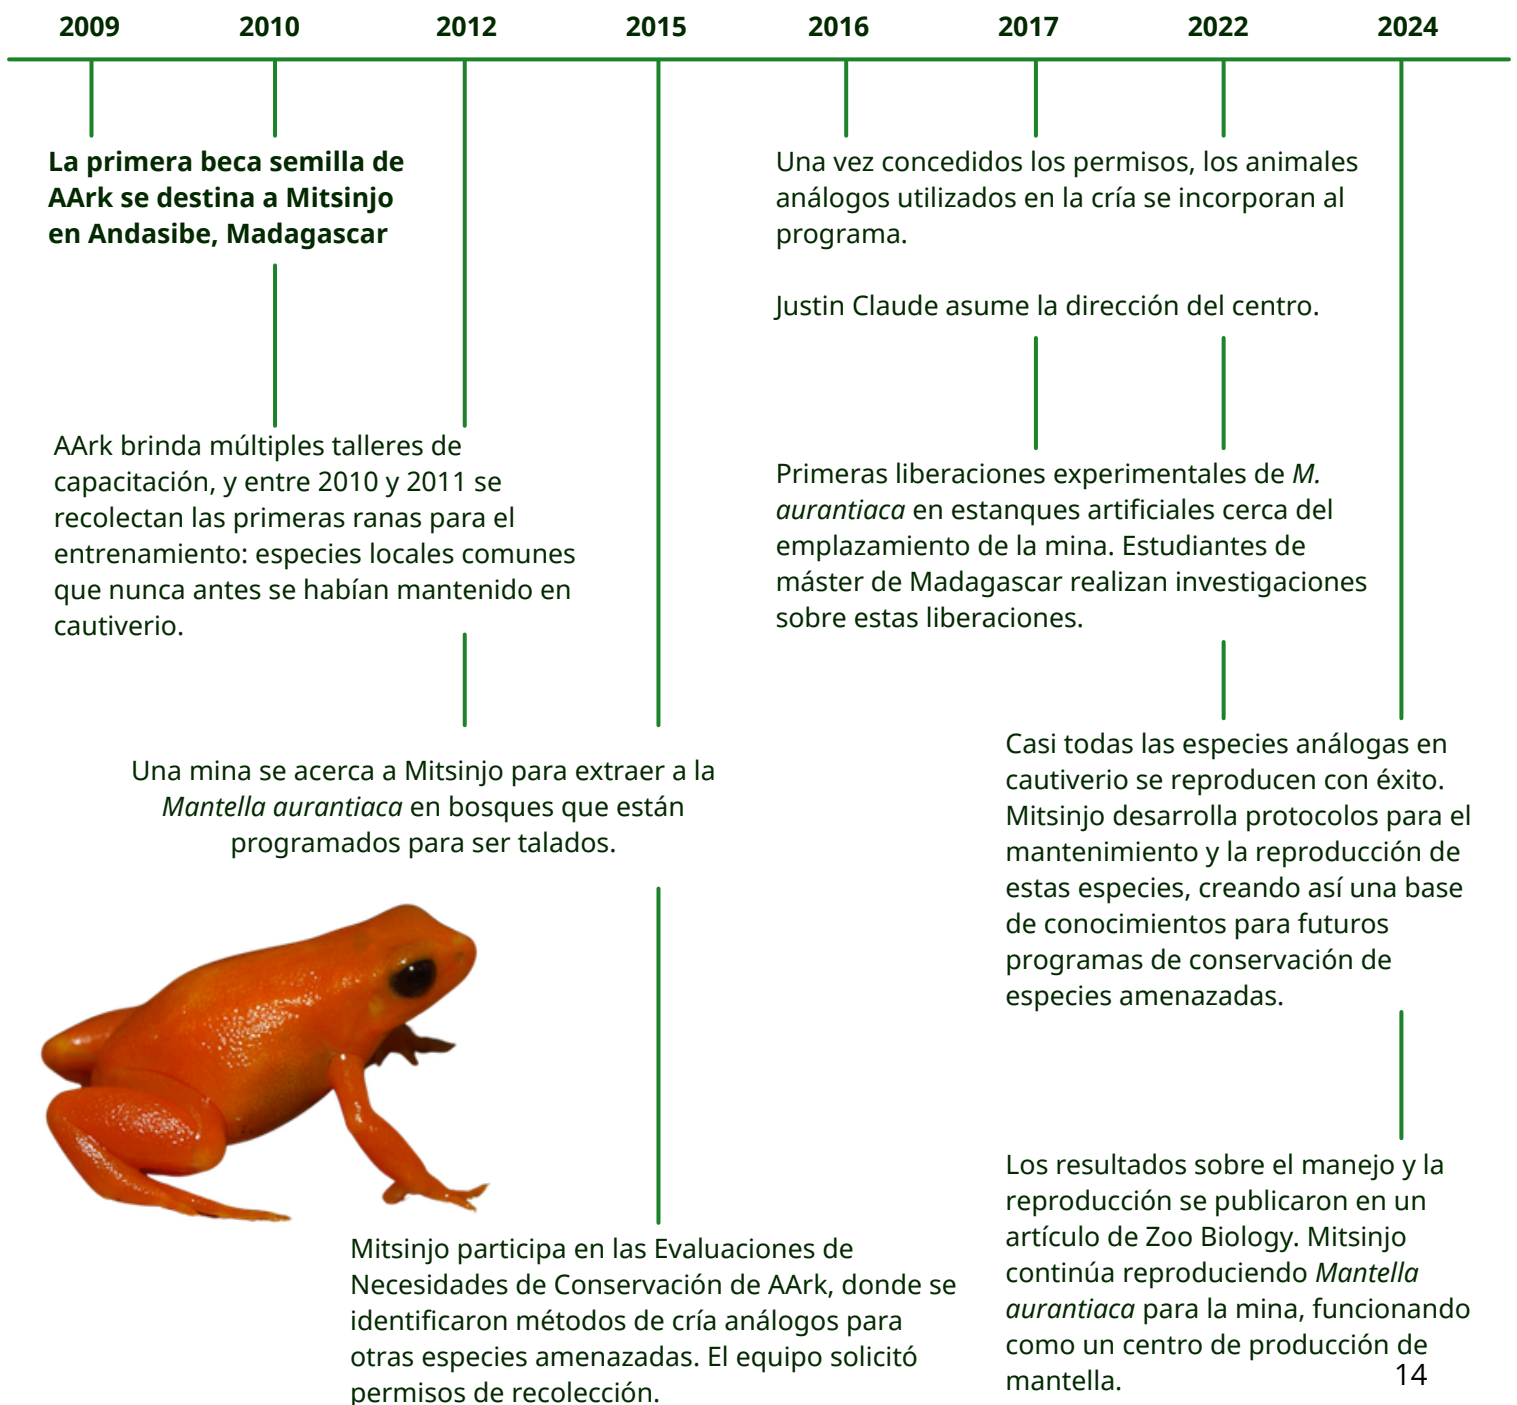 2009 2010 2012 2015 2016 2017 2022 2024
La primera beca semilla de
AArk se destina a Mitsinjo
en Andasibe, Madagascar
AArk brinda múltiples talleres de
capacitación, y entre 2010 y 2011 se
recolectan las primeras ranas para el
entrenamiento: especies locales comunes
que nunca antes se habían mantenido en
cautiverio.
Una mina se acerca a Mitsinjo para extraer a la
Mantella aurantiaca en bosques que están
programados para ser talados.
Mitsinjo participa en las Evaluaciones de
Necesidades de Conservación de AArk, donde se
identificaron métodos de cría análogos para
otras especies amenazadas. El equipo solicitó
permisos de recolección.
Una vez concedidos los permisos, los animales
análogos utilizados en la cría se incorporan al
programa.
Justin Claude asume la dirección del centro.
Primeras liberaciones experimentales de M.
aurantiaca en estanques artificiales cerca del
emplazamiento de la mina. Estudiantes de
máster de Madagascar realizan investigaciones
sobre estas liberaciones.
Casi todas las especies análogas en
cautiverio se reproducen con éxito.
Mitsinjo desarrolla protocolos para el
mantenimiento y la reproducción de
estas especies, creando así una base
de conocimientos para futuros
programas de conservación de
especies amenazadas.
Los resultados sobre el manejo y la
reproducción se publicaron en un
artículo de Zoo Biology. Mitsinjo
continúa reproduciendo Mantella
aurantiaca para la mina, funcionando
como un centro de producción de
mantella.
14